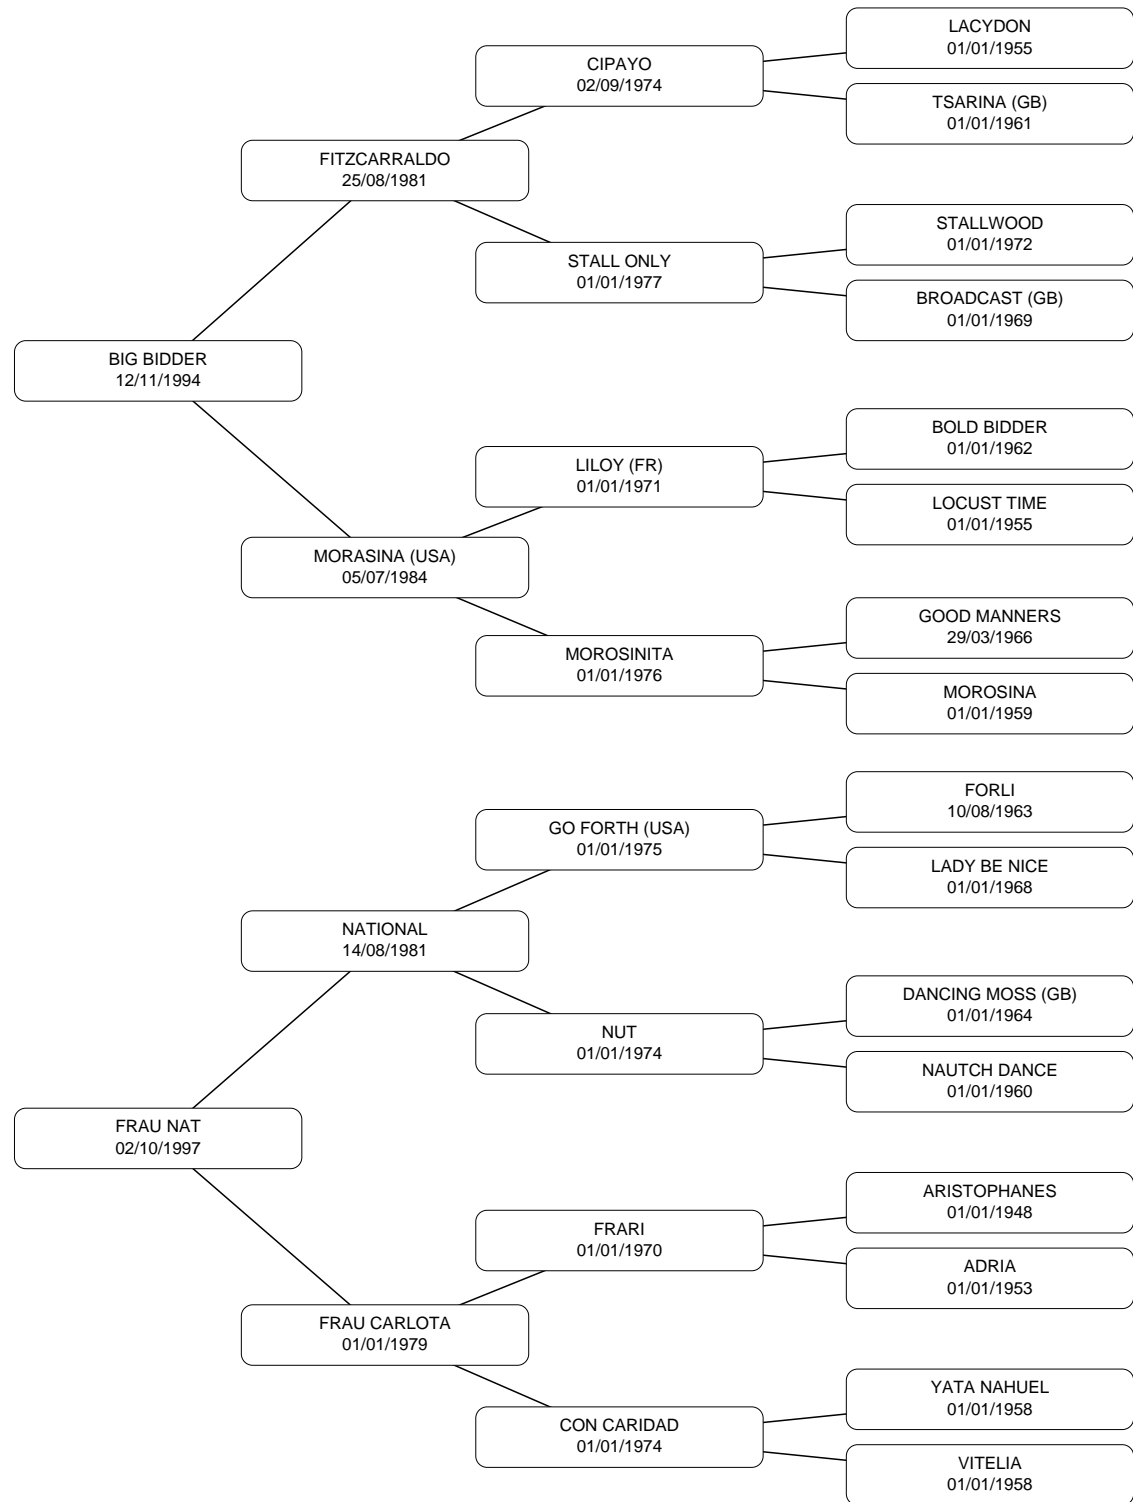 LACYDON
01/01/1955
CIPAYO
02/09/1974
TSARINA (GB)
01/01/1961
FITZCARRALDO
25/08/1981
STALLWOOD
01/01/1972
STALL ONLY
01/01/1977
BROADCAST (GB)
01/01/1969
BIG BIDDER
12/11/1994
BOLD BIDDER
01/01/1962
LILOY (FR)
01/01/1971
LOCUST TIME
01/01/1955
MORASINA (USA)
05/07/1984
GOOD MANNERS
29/03/1966
MOROSINITA
01/01/1976
MOROSINA
01/01/1959
FORLI
10/08/1963
GO FORTH (USA)
01/01/1975
LADY BE NICE
01/01/1968
NATIONAL
14/08/1981
DANCING MOSS (GB)
01/01/1964
NUT
01/01/1974
NAUTCH DANCE
01/01/1960
FRAU NAT
02/10/1997
ARISTOPHANES
01/01/1948
FRARI
01/01/1970
ADRIA
01/01/1953
FRAU CARLOTA
01/01/1979
YATA NAHUEL
01/01/1958
CON CARIDAD
01/01/1974
VITELIA
01/01/1958